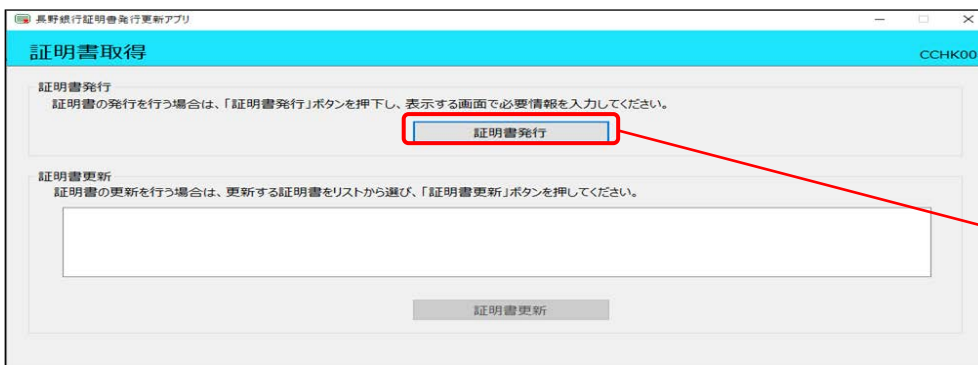 長野銀行証明書発行更新アプリ
証明書取得
CCHK00
証明書発行
証明書の発行を行う場合は、「証明書発行」ボタンを押下し、表示する画面で必要情報を入力してください。
証明書発行
証明書更新
証明書の更新を行う場合は、更新する証明書をリストから選び、「証明書更新」ボタンを押してください。
証明書更新